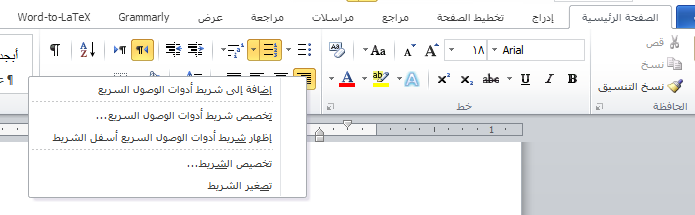 الصفحة الرئيسية إدراج تخطيط الصفحة مراجع مراسلات مراجعة عرض Grammarly Word-to-LaTeX
قص
نسخ
نسخ التنسيق
الحافظة
Arial ١٨
خط
إضافة إلى شريط أدوات الوصول السريع
تخصيص شريط أدوات الوصول السريع...
إظهار شريط أدوات الوصول السريع أسفل الشريط
تخصيص الشريط...
تصغير الشريط
1